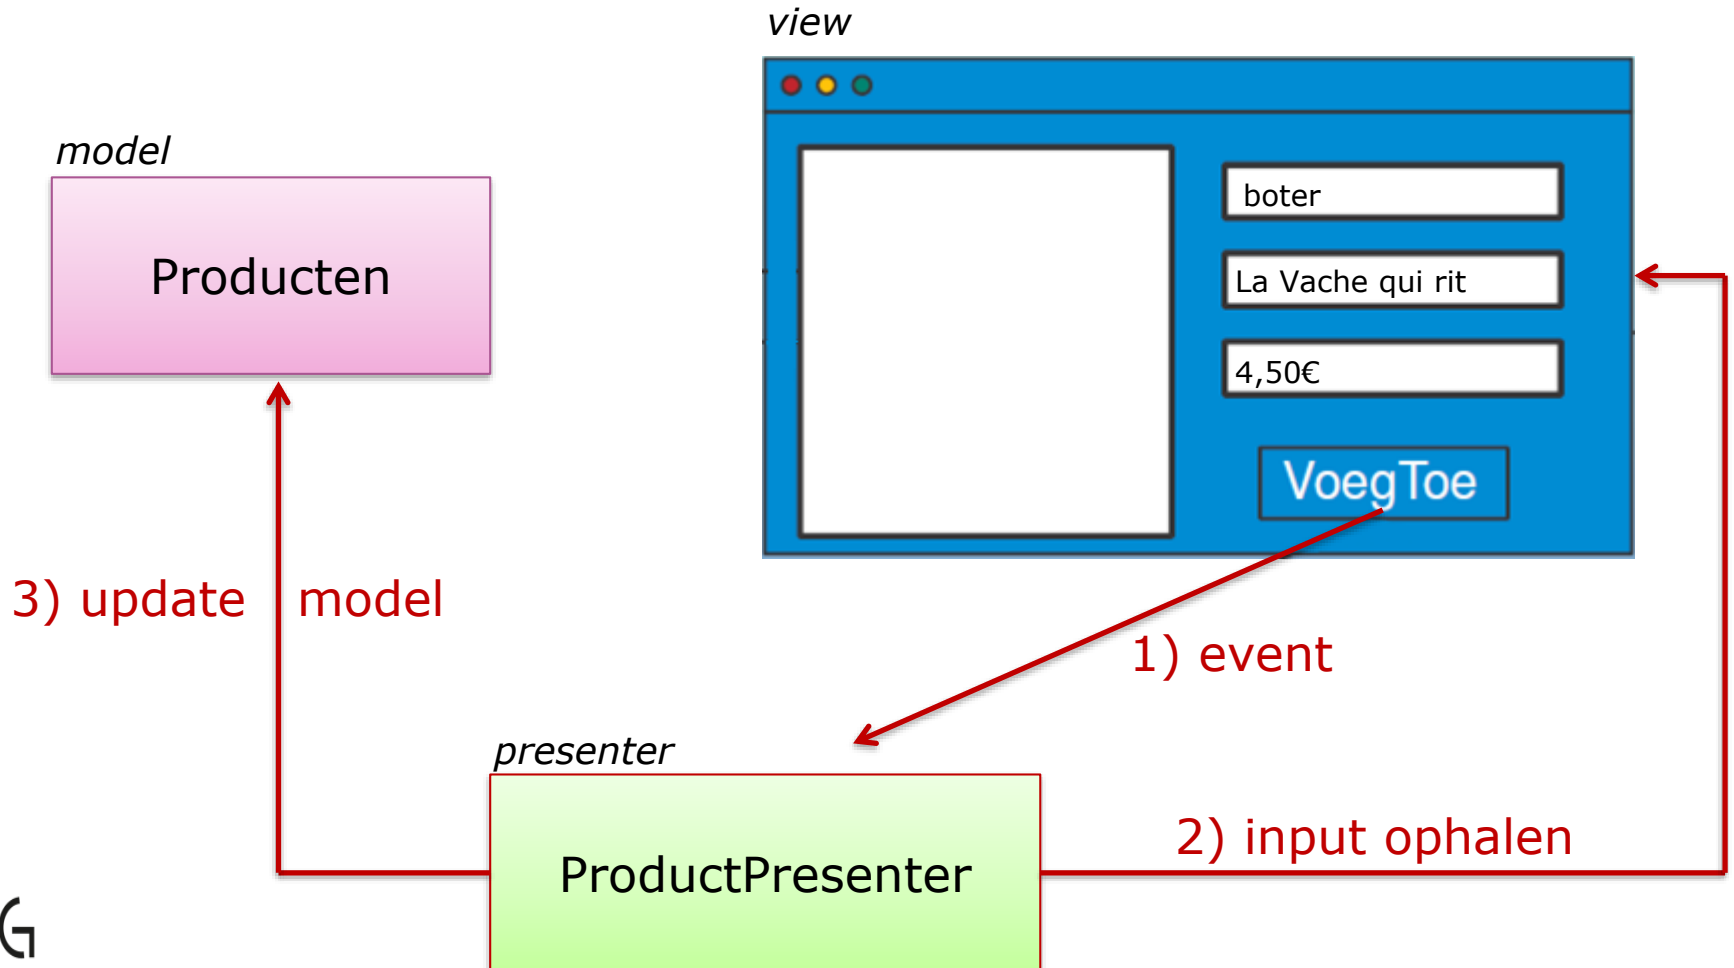 view
model
boter
Producten
La Vache qui rit
4,50€
VoegToe
3) update model
1) event
presenter
2) input ophalen
ProductPresenter
G